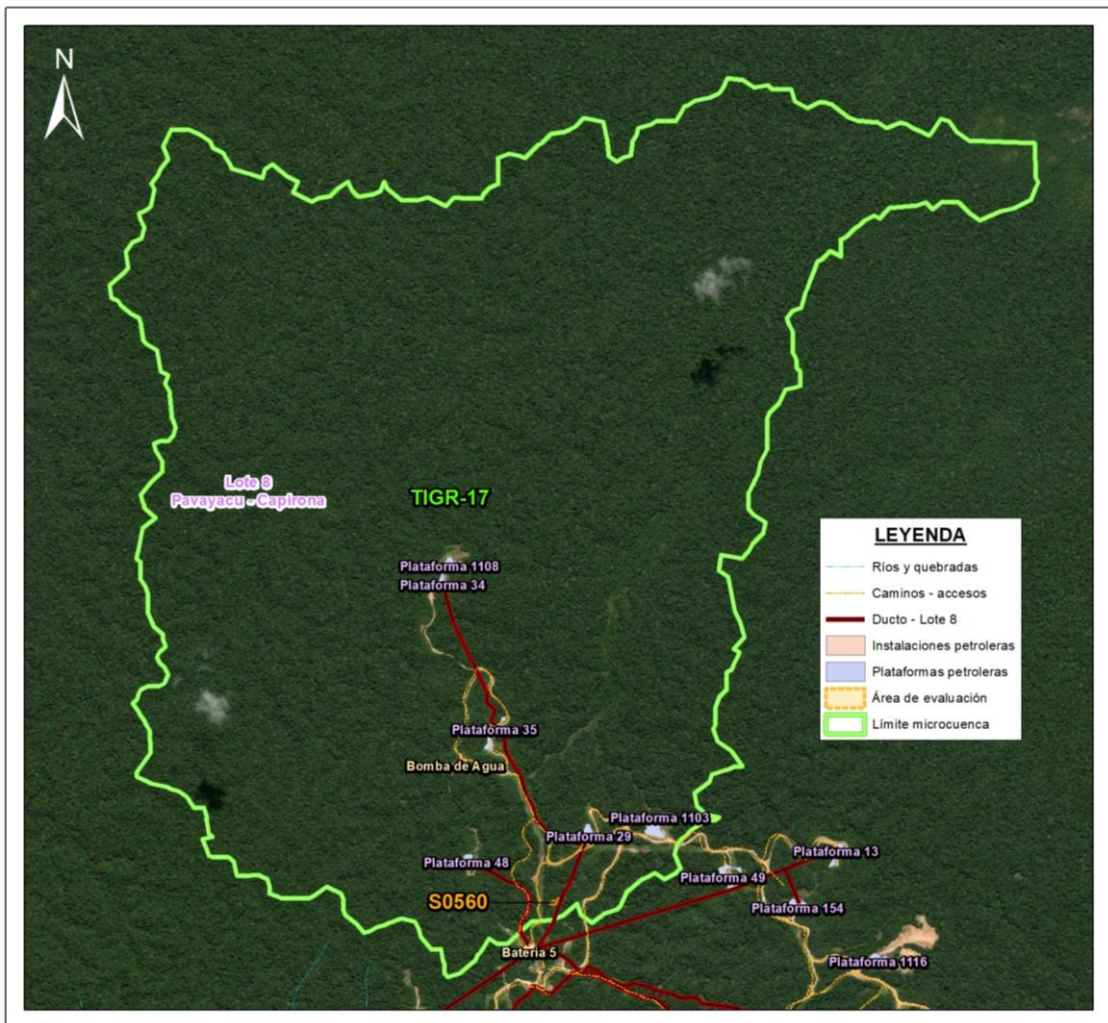 N
Lote 8
Pavayacu - Capirona
TIGR-17
Plataforma 1108
Plataforma 34
LEYENDA
Ríos y quebradas
Caminos - accesos
Ducto - Lote 8
Instalaciones petroleras
Plataformas petroleras
Área de evaluación
Límite microcuenca
Plataforma 35
Bomba de Agua
Plataforma 1103
Plataforma 29
Plataforma 13
Plataforma 48
Plataforma 49
S0560
Plataforma 154
Bateria 5
Plataforma 1116